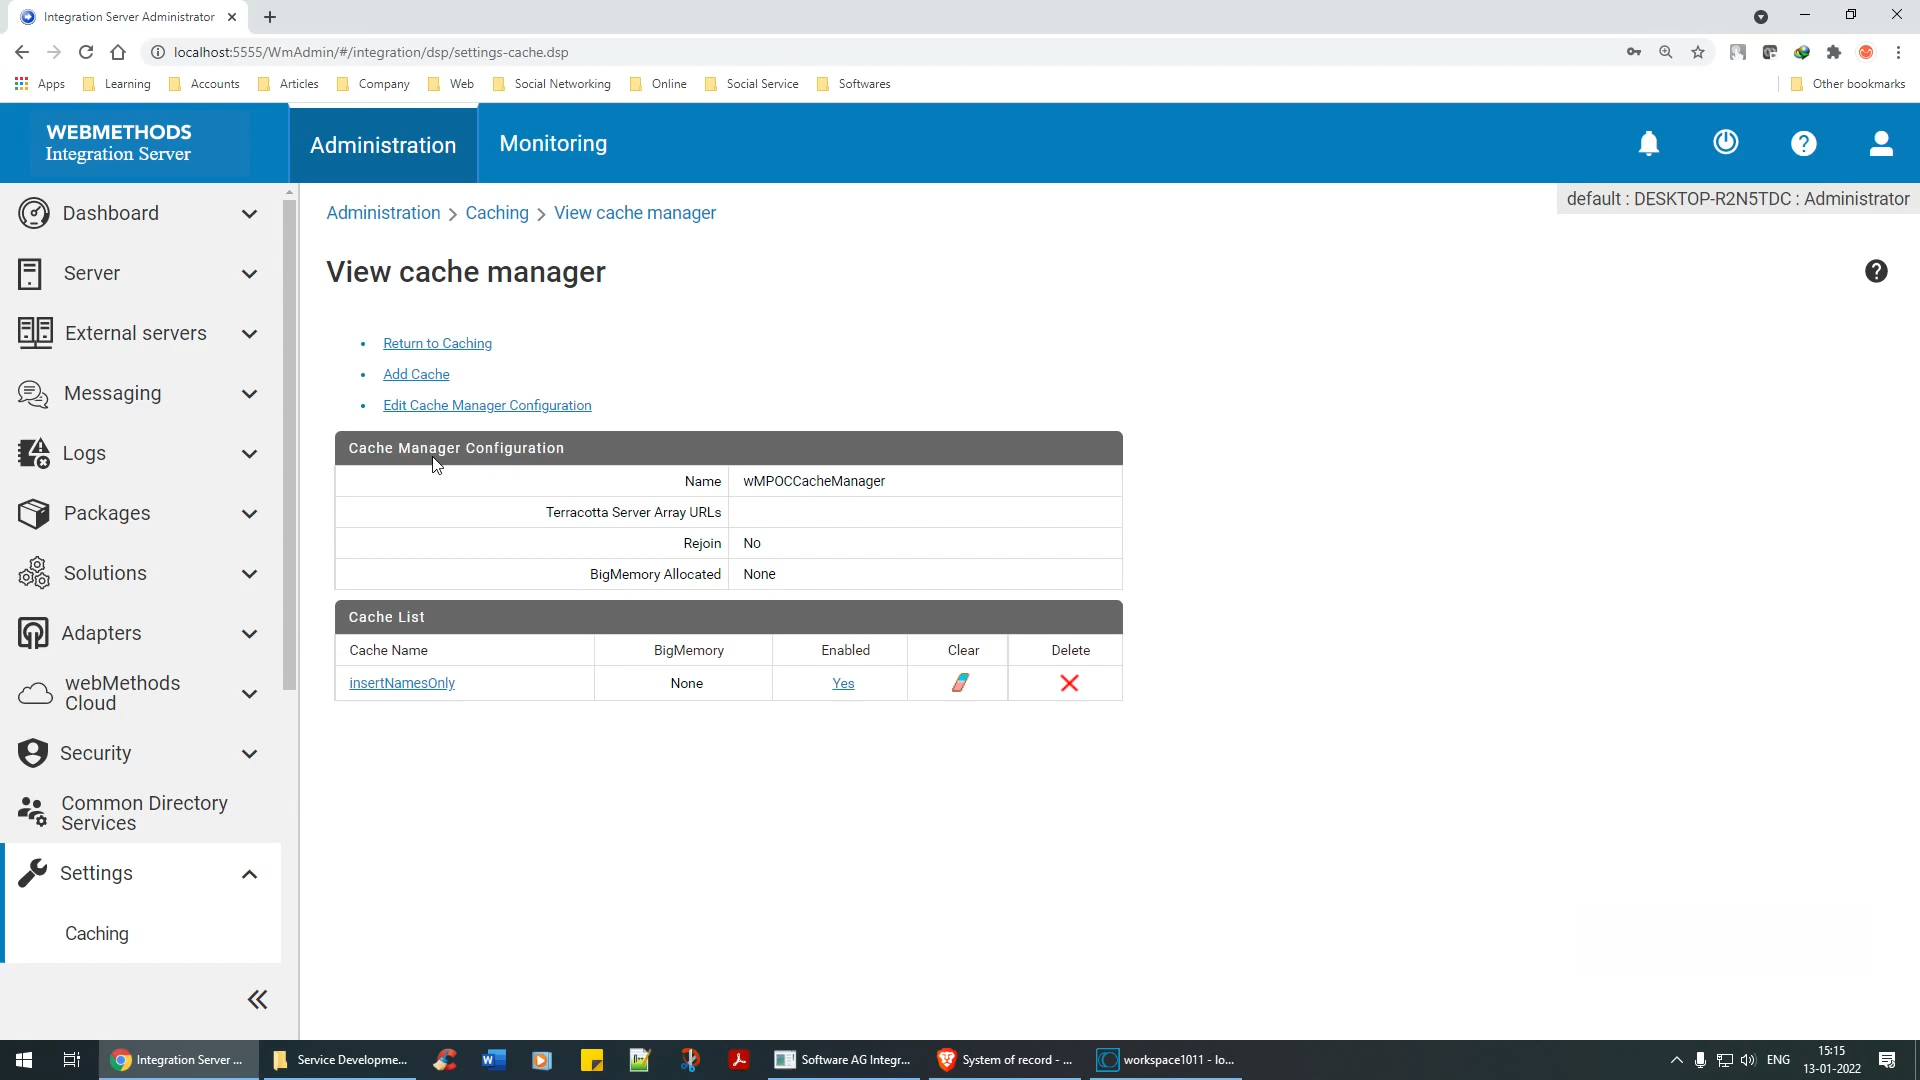 Integration Server Administrator
localhost:5555/WmAdmin/#/integration/dsp/settings-cache.dsp
Apps Learning Accounts Articles Company Web Social Networking Online Social Service Softwares Other bookmarks
WEBMETHODS
Integration Server
Administration Monitoring
default : DESKTOP-R2N5TDC : Administrator
Dashboard
Server
External servers
Messaging
Logs
Packages
Solutions
Adapters
webMethods
Cloud
Security
Common Directory
Services
Settings
Caching
Administration > Caching > View cache manager
View cache manager
Return to Caching
Add Cache
Edit Cache Manager Configuration
Cache Manager Configuration
Name wMPOCCacheManager
Terracotta Server Array URLs
Rejoin No
BigMemory Allocated None
Cache List
Cache Name BigMemory Enabled Clear Delete
insertNamesOnly None Yes
Integration Server ... Service Developme... Software AG Integr... System of record - ... workspace1011 - lo... ENG
15:15
13-01-2022